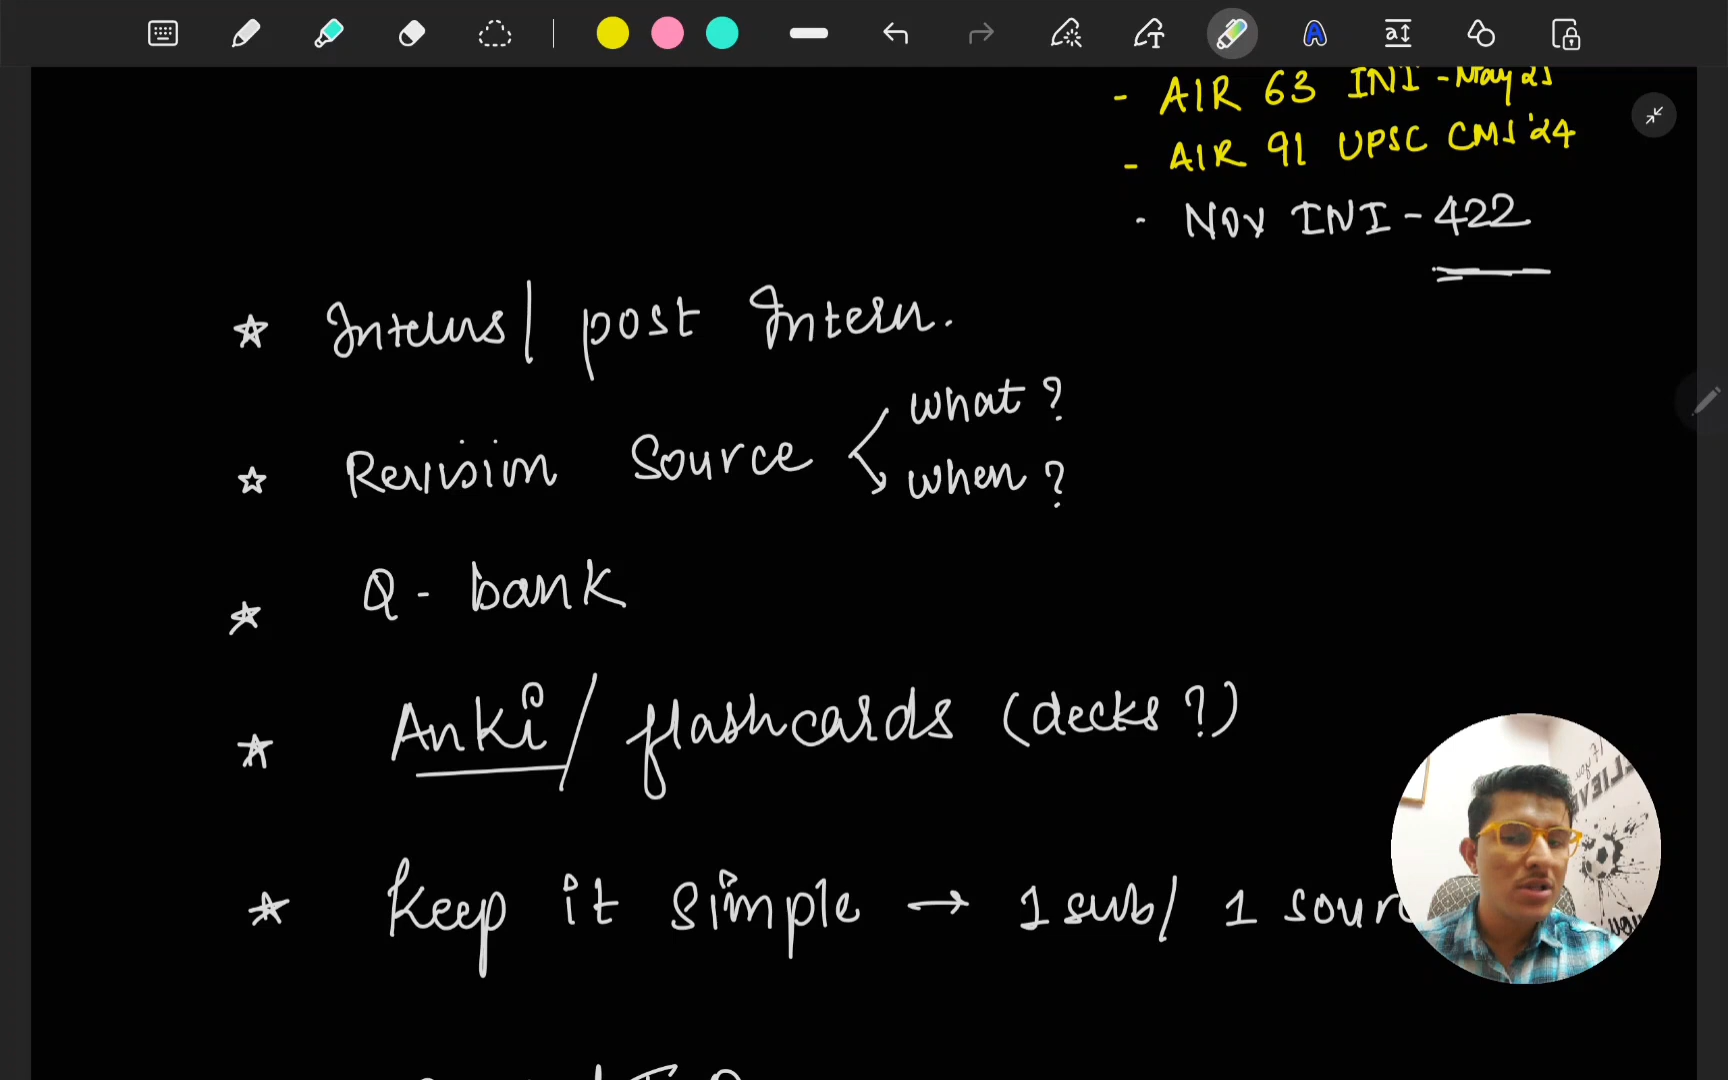 - AIR 63 INI - May 25
- AIR 91 UPSC CMS '24
- Nov INI - 422
Interns/ post Intern.
Revision Source
what?
when?
Q- bank
Anki/ flashcards (decks?)
Keep it simple → 1 sub/ 1 sour